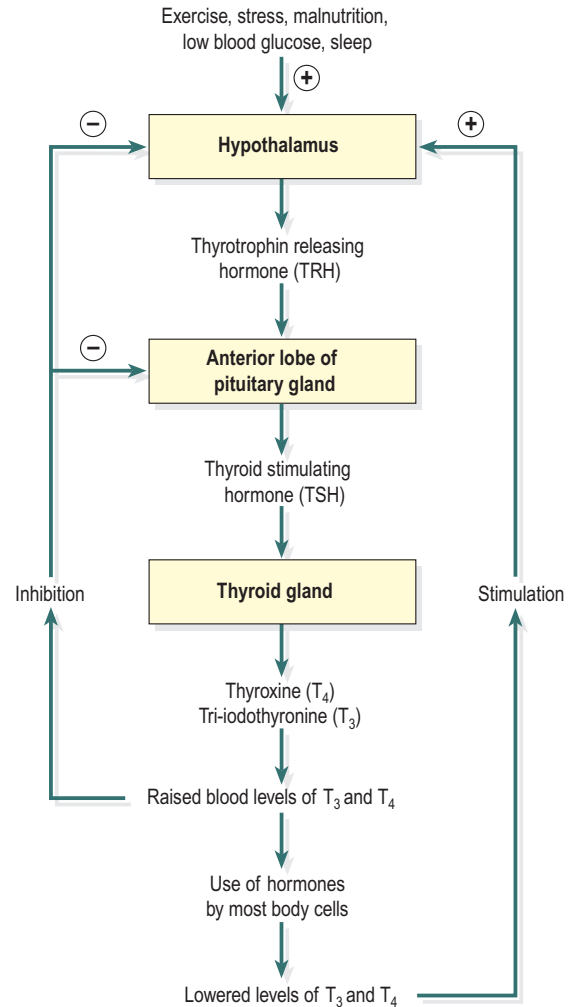 Exercise, stress, malnutrition,
low blood glucose, sleep
+
− +
Hypothalamus
Thyrotrophin releasing
hormone (TRH)
−
Anterior lobe of
pituitary gland
Thyroid stimulating
hormone (TSH)
Thyroid gland
Inhibition Stimulation
Thyroxine (T₄)
Tri-iodothyronine (T₃)
Raised blood levels of T₃ and T₄
Use of hormones
by most body cells
Lowered levels of T₃ and T₄